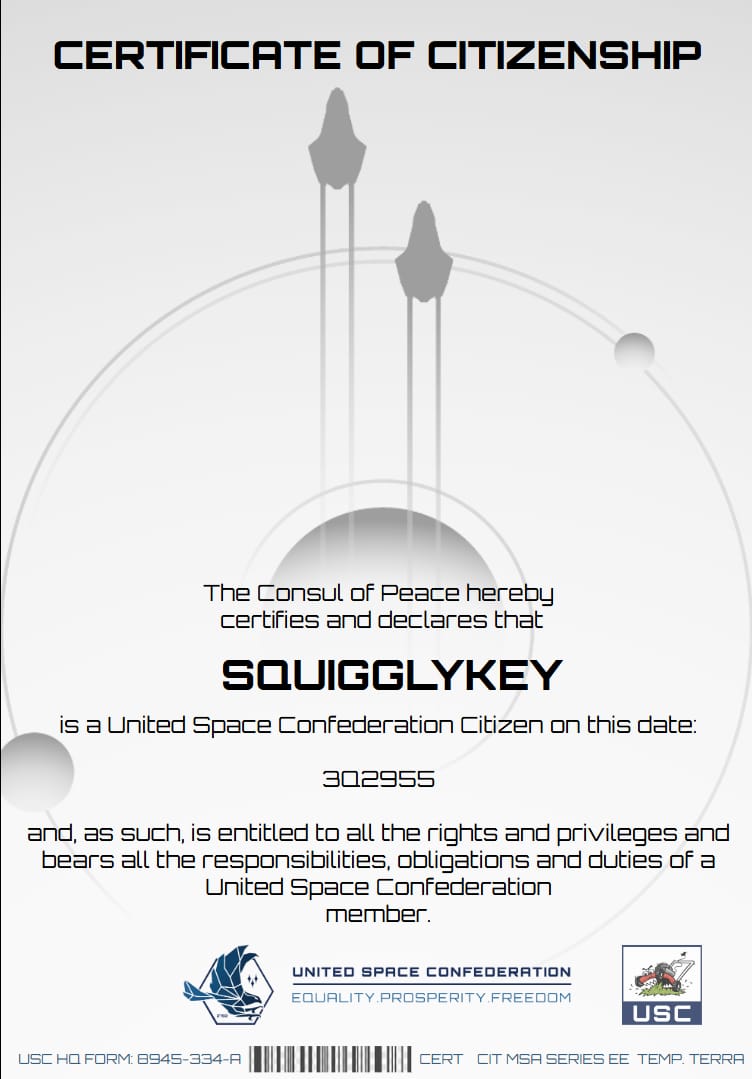 CERTIFICATE OF CITIZENSHIP
The Consul of Peace hereby
certifies and declares that
SQUIGGLYKEY
is a United Space Confederation Citizen on this date:
3Q2955
and, as such, is entitled to all the rights and privileges and
bears all the responsibilities, obligations and duties of a
United Space Confederation
member.
UNITED SPACE CONFEDERATION
EQUALITY.PROSPERITY.FREEDOM
USC
USC HQ FORM: 8945-334-A CERT CIT MSA SERIES EE TEMP. TERRA